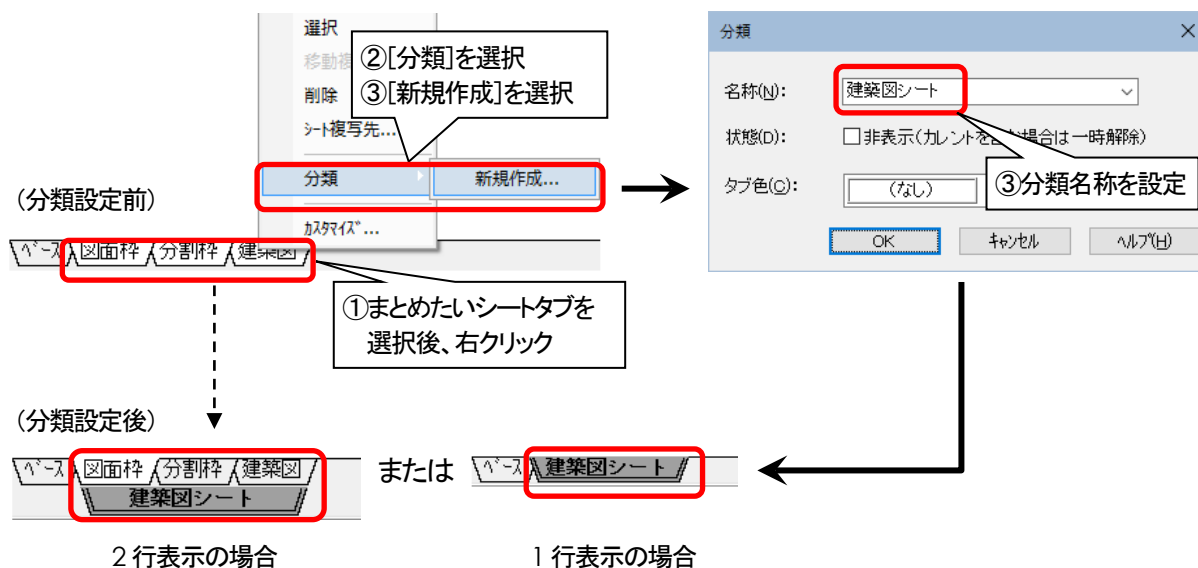 選択
②[分類]を選択
③[新規作成]を選択
削除
シート複写先...
分類
新規作成...
カスタマイズ...
(分類設定前)
ベース
図面枠
分割枠
建築図
①まとめたいシートタブを
選択後、右クリック
分類
名称(N):
建築図シート
状態(D):
□非表示(カレントを
場合は一時解除)
タブ色(C):
(なし)
③分類名称を設定
OK
キャンセル
ヘルプ(H)
(分類設定後)
ベース
図面枠
分割枠
建築図
建築図シート
または
ベース
建築図シート
2行表示の場合
1行表示の場合